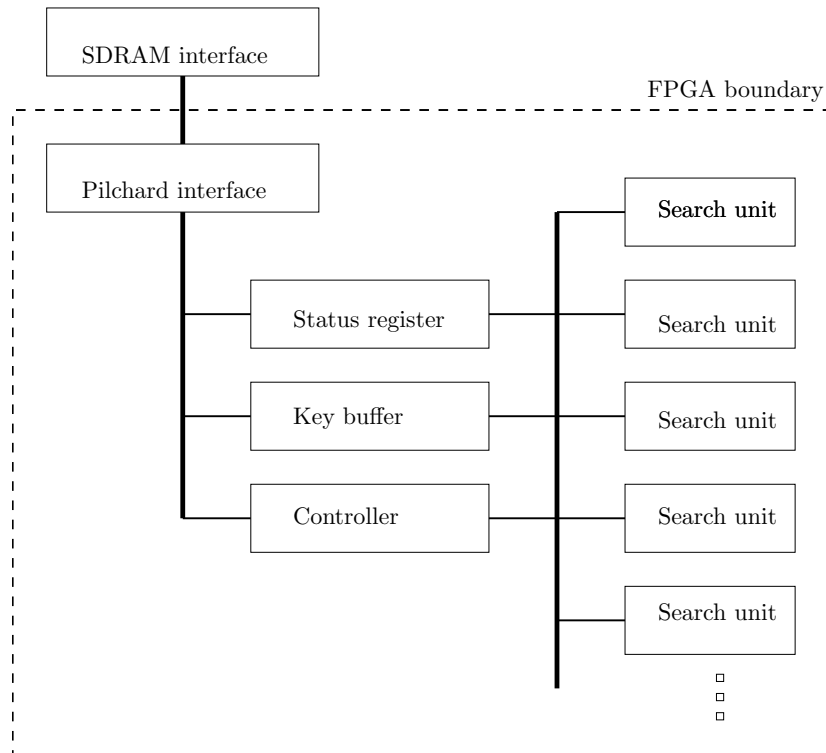 SDRAM interface
FPGA boundary
Pilchard interface
Search unit
Status register
Search unit
Key buffer
Search unit
Controller
Search unit
Search unit